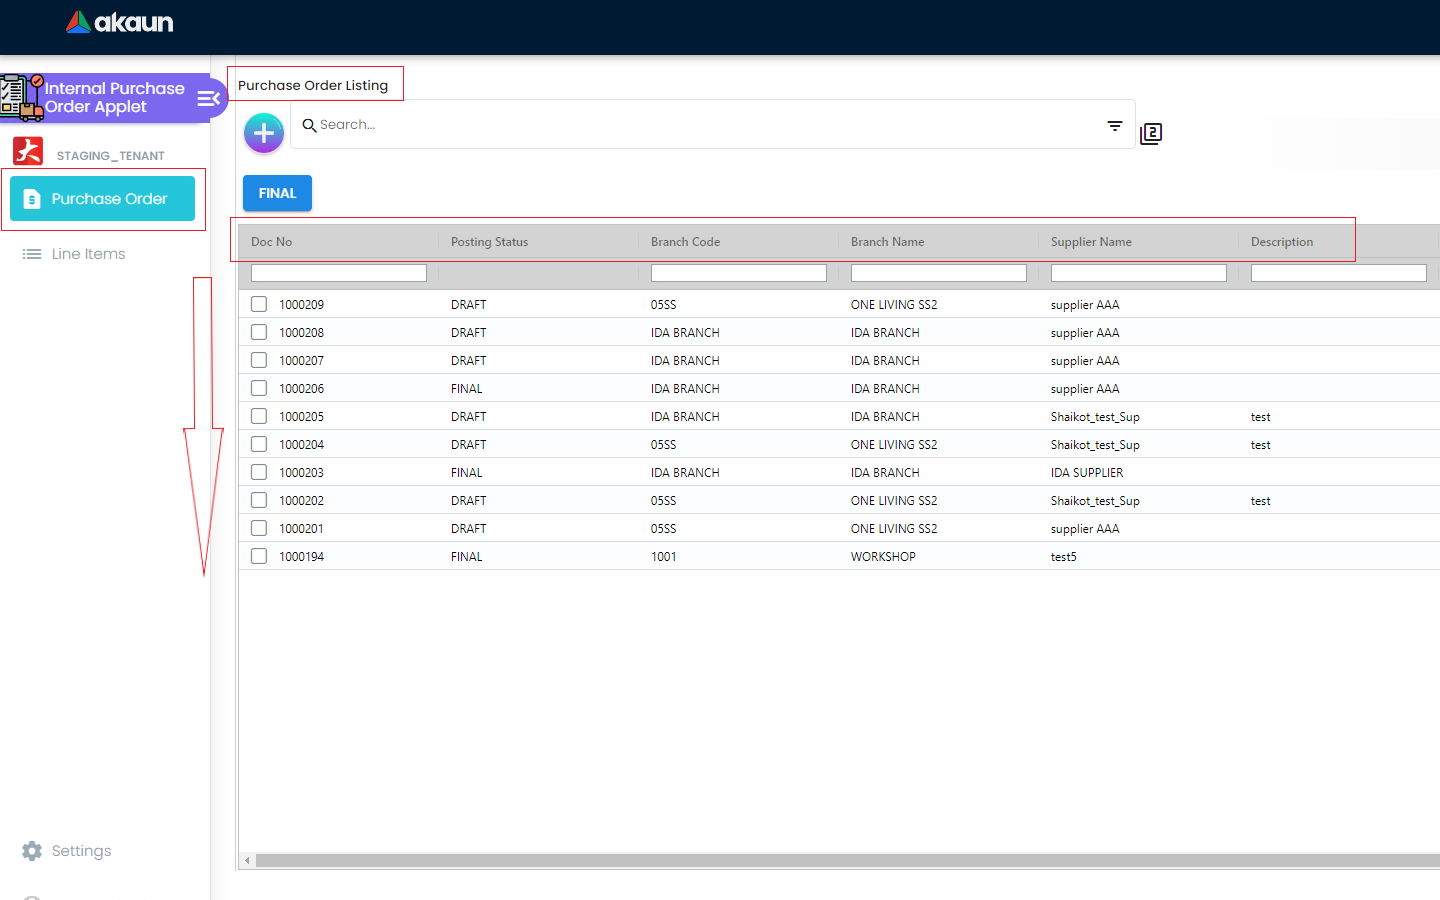 akaun
Internal Purchase
Order Applet
STAGING_TENANT
Purchase Order
Line Items
Settings
Purchase Order Listing
Search...
2
FINAL
Doc No Posting Status Branch Code Branch Name Supplier Name Description
1000209 DRAFT 05SS ONE LIVING SS2 supplier AAA
1000208 DRAFT IDA BRANCH IDA BRANCH supplier AAA
1000207 DRAFT IDA BRANCH IDA BRANCH supplier AAA
1000206 FINAL IDA BRANCH IDA BRANCH supplier AAA
1000205 DRAFT IDA BRANCH IDA BRANCH Shaikot_test_Sup test
1000204 DRAFT 05SS ONE LIVING SS2 Shaikot_test_Sup test
1000203 FINAL IDA BRANCH IDA BRANCH IDA SUPPLIER
1000202 DRAFT 05SS ONE LIVING SS2 Shaikot_test_Sup test
1000201 DRAFT 05SS ONE LIVING SS2 supplier AAA
1000194 FINAL 1001 WORKSHOP test5